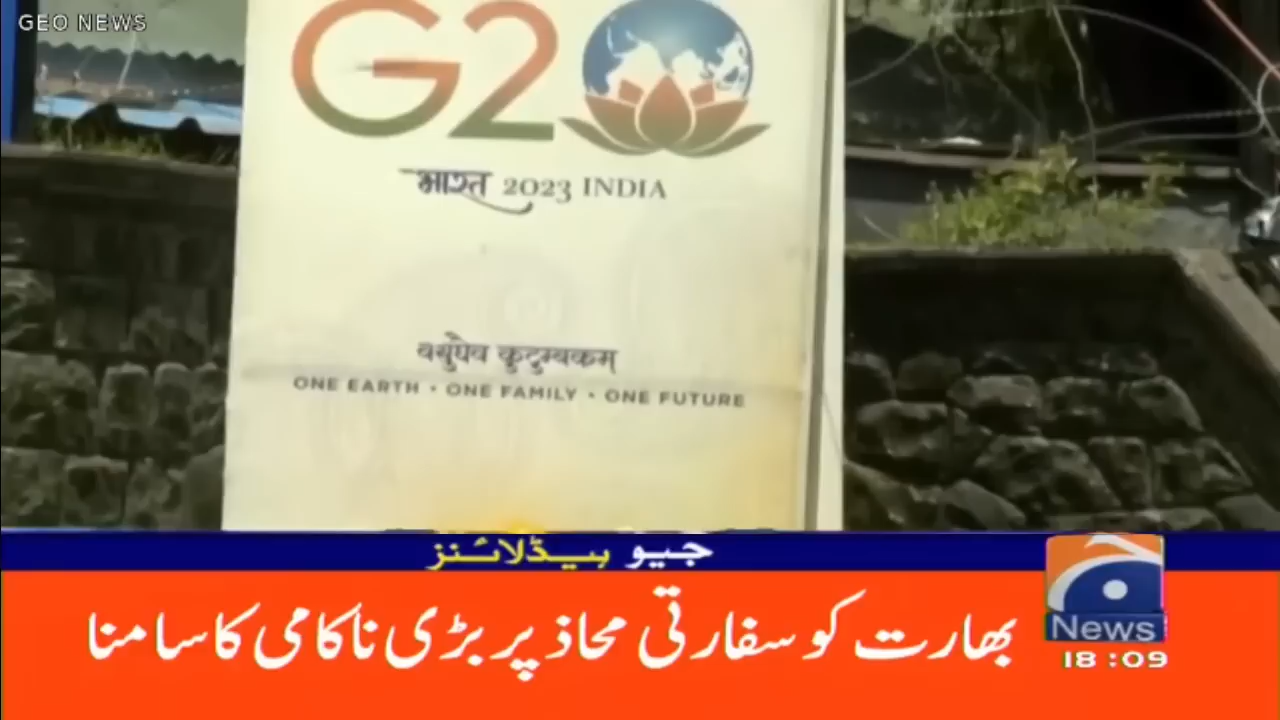 GEO NEWS
G20
भारत 2023 INDIA
वसुधैव कुटुम्बकम्
ONE EARTH • ONE FAMILY • ONE FUTURE
جیو ہیڈلائنز
بھارت کو سفارتی محاذ پر بڑی ناکامی کا سامنا
News
18:09